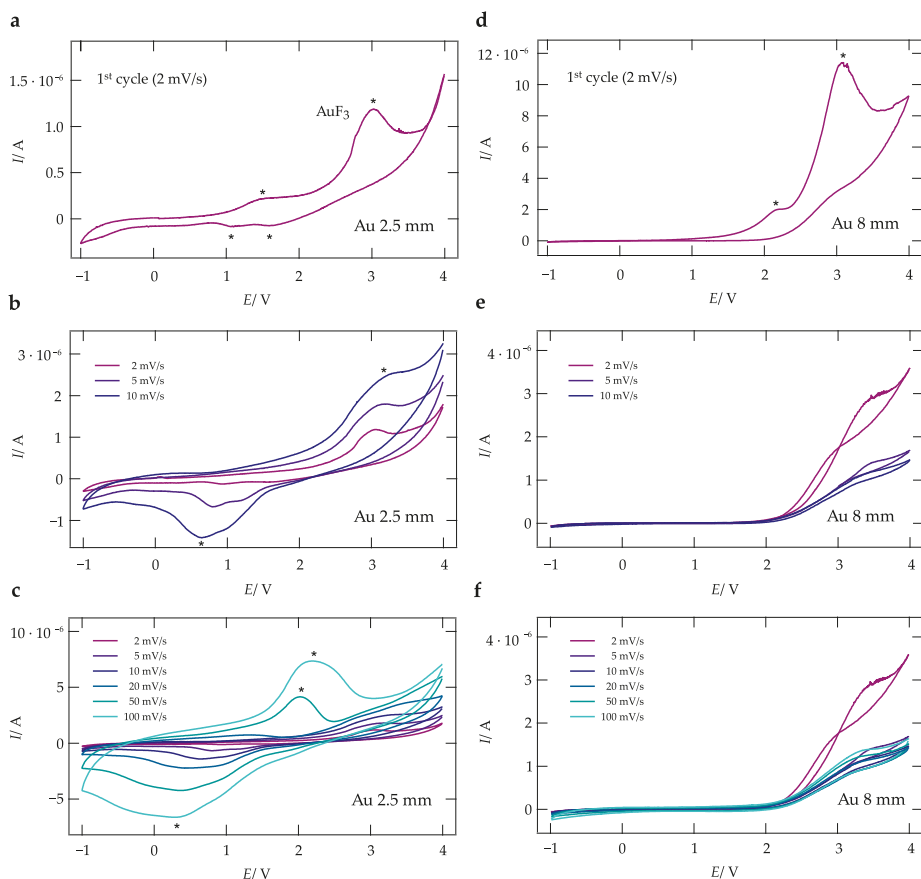 a
1st cycle (2 mV/s)
AuF3
*
*
*
*
Au 2.5 mm
1.5 · 10⁻⁶
1.0
0.5
0
I/ A
−1 0 1 2 3 4
E/ V
b
3 · 10⁻⁶
2
1
0
−1
I/ A
2 mV/s
5 mV/s
10 mV/s
*
*
Au 2.5 mm
−1 0 1 2 3 4
E/ V
c
10 · 10⁻⁶
5
0
−5
I/ A
2 mV/s
5 mV/s
10 mV/s
20 mV/s
50 mV/s
100 mV/s
*
*
*
Au 2.5 mm
−1 0 1 2 3 4
E/ V
d
12 · 10⁻⁶
10
8
6
4
2
0
I/ A
1st cycle (2 mV/s)
*
*
Au 8 mm
−1 0 1 2 3 4
E/ V
e
4 · 10⁻⁶
3
2
1
0
I/ A
2 mV/s
5 mV/s
10 mV/s
Au 8 mm
−1 0 1 2 3 4
E/ V
f
4 · 10⁻⁶
3
2
1
0
I/ A
2 mV/s
5 mV/s
10 mV/s
20 mV/s
50 mV/s
100 mV/s
Au 8 mm
−1 0 1 2 3 4
E/ V